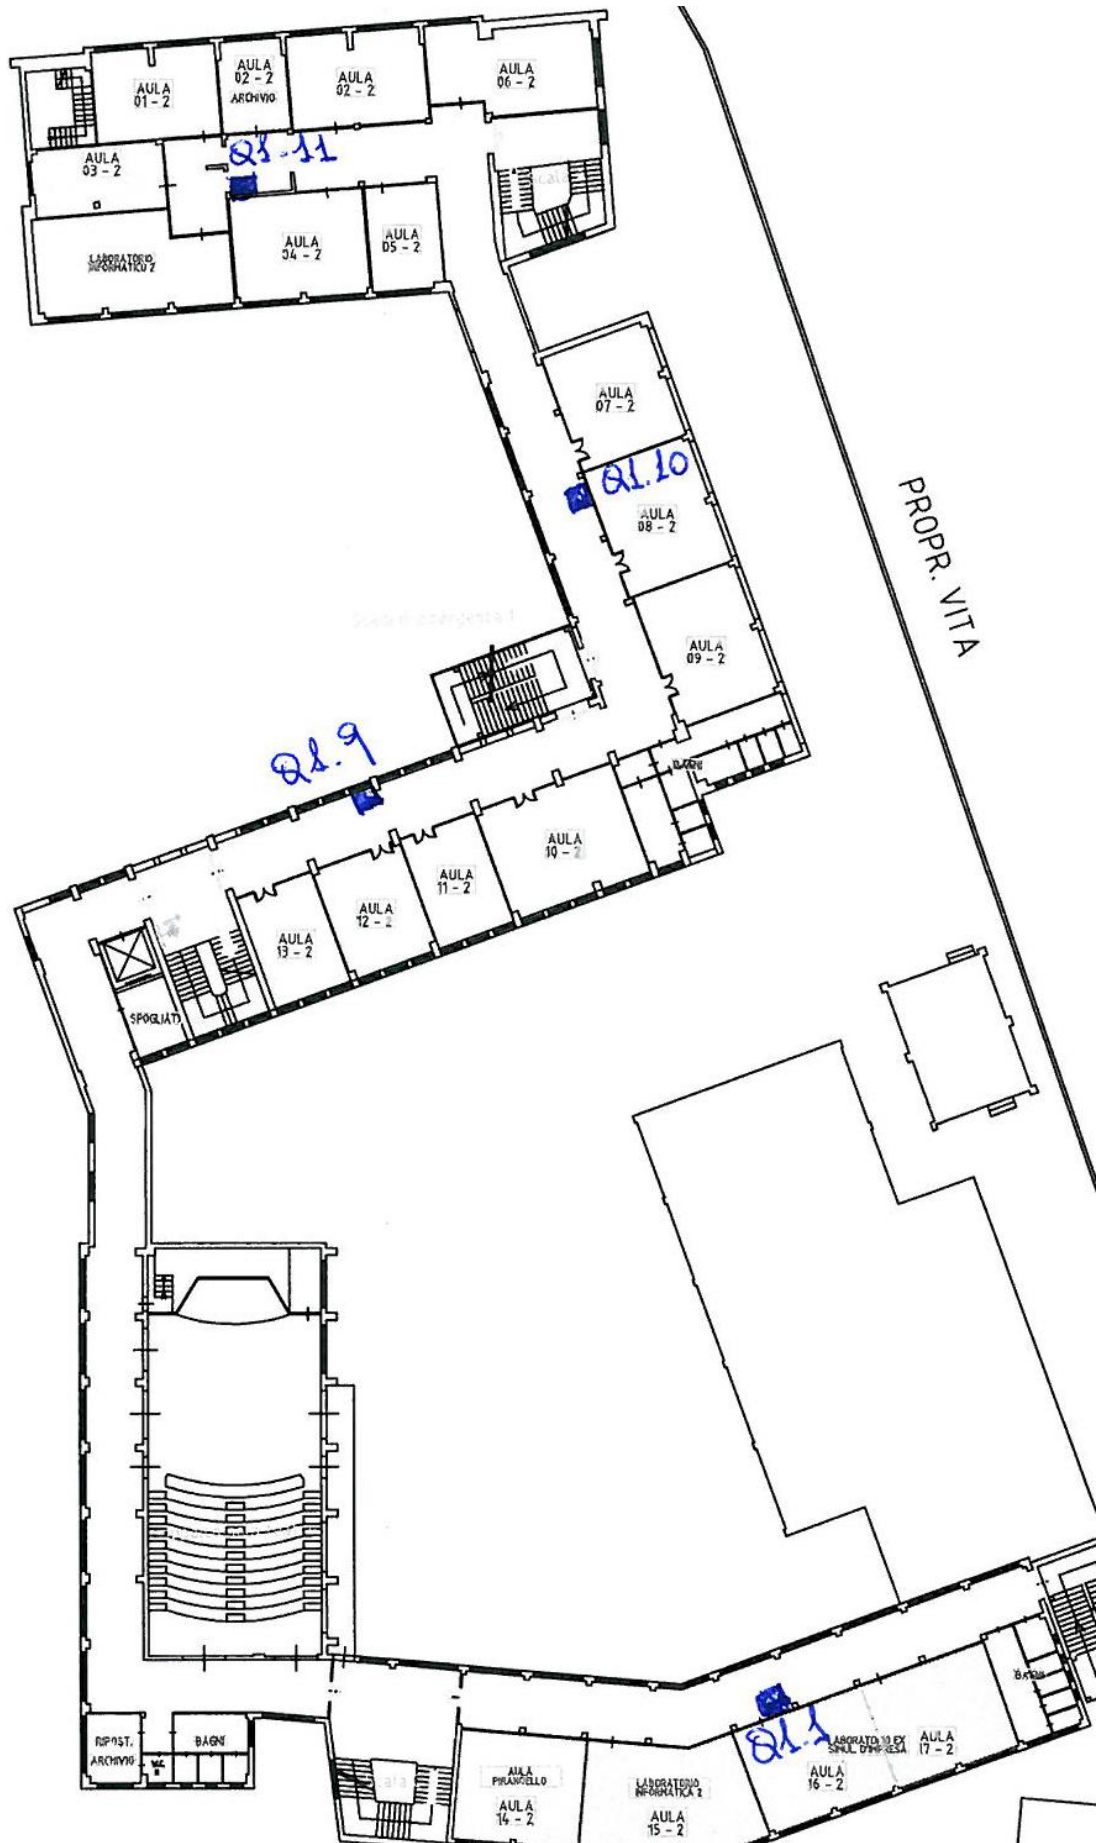 AULA
01 - 2
AULA
02 - 2
ARCHIVIO
AULA
02 - 2
AULA
06 - 2
AULA
03 - 2
Q1-11
Scala
LABORATORIO
INFORMATICO 2
AULA
04 - 2
AULA
05 - 2
AULA
07 - 2
Q1.10
AULA
08 - 2
PROPR. VITA
AULA
09 - 2
Q1.9
BAGNI
AULA
10 - 2
AULA
11 - 2
AULA
12 - 2
AULA
13 - 2
SPOGLIATI
RIPOST.
ARCHIVIO
BAGNI
Scala
AULA
PIRANDELLO
AULA
14 - 2
LABORATORIO
INFORMATICA 2
AULA
15 - 2
Q1.1
LABORATORIO EX
SIMUL. D'IMPRESA
AULA
16 - 2
AULA
17 - 2
BAGNI